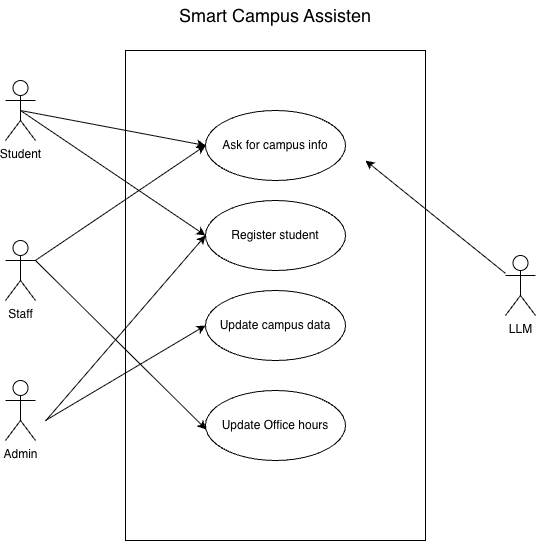 Smart Campus Assisten
Student
Ask for campus info
Register student
Staff
LLM
Update campus data
Update Office hours
Admin